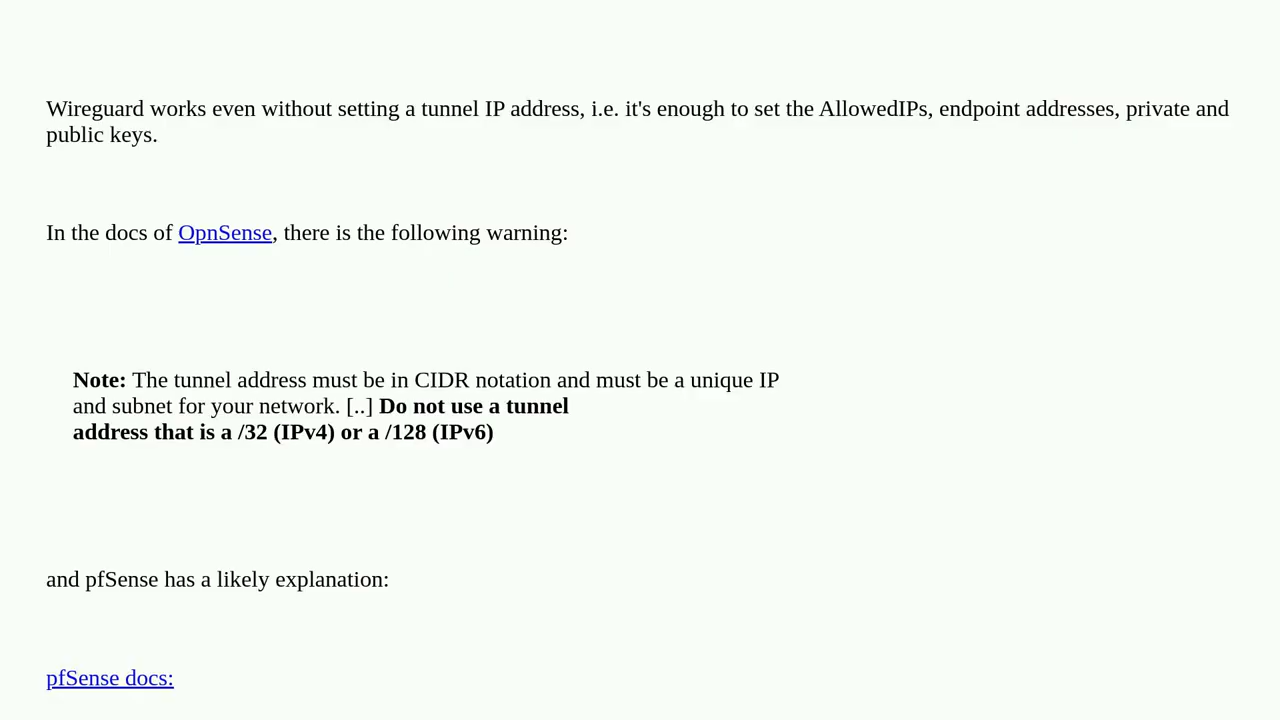 Wireguard works even without setting a tunnel IP address, i.e. it's enough to set the AllowedIPs, endpoint addresses, private and
public keys.
In the docs of OpnSense, there is the following warning:
Note: The tunnel address must be in CIDR notation and must be a unique IP
and subnet for your network. [..] Do not use a tunnel
address that is a /32 (IPv4) or a /128 (IPv6)
and pfSense has a likely explanation:
pfSense docs: